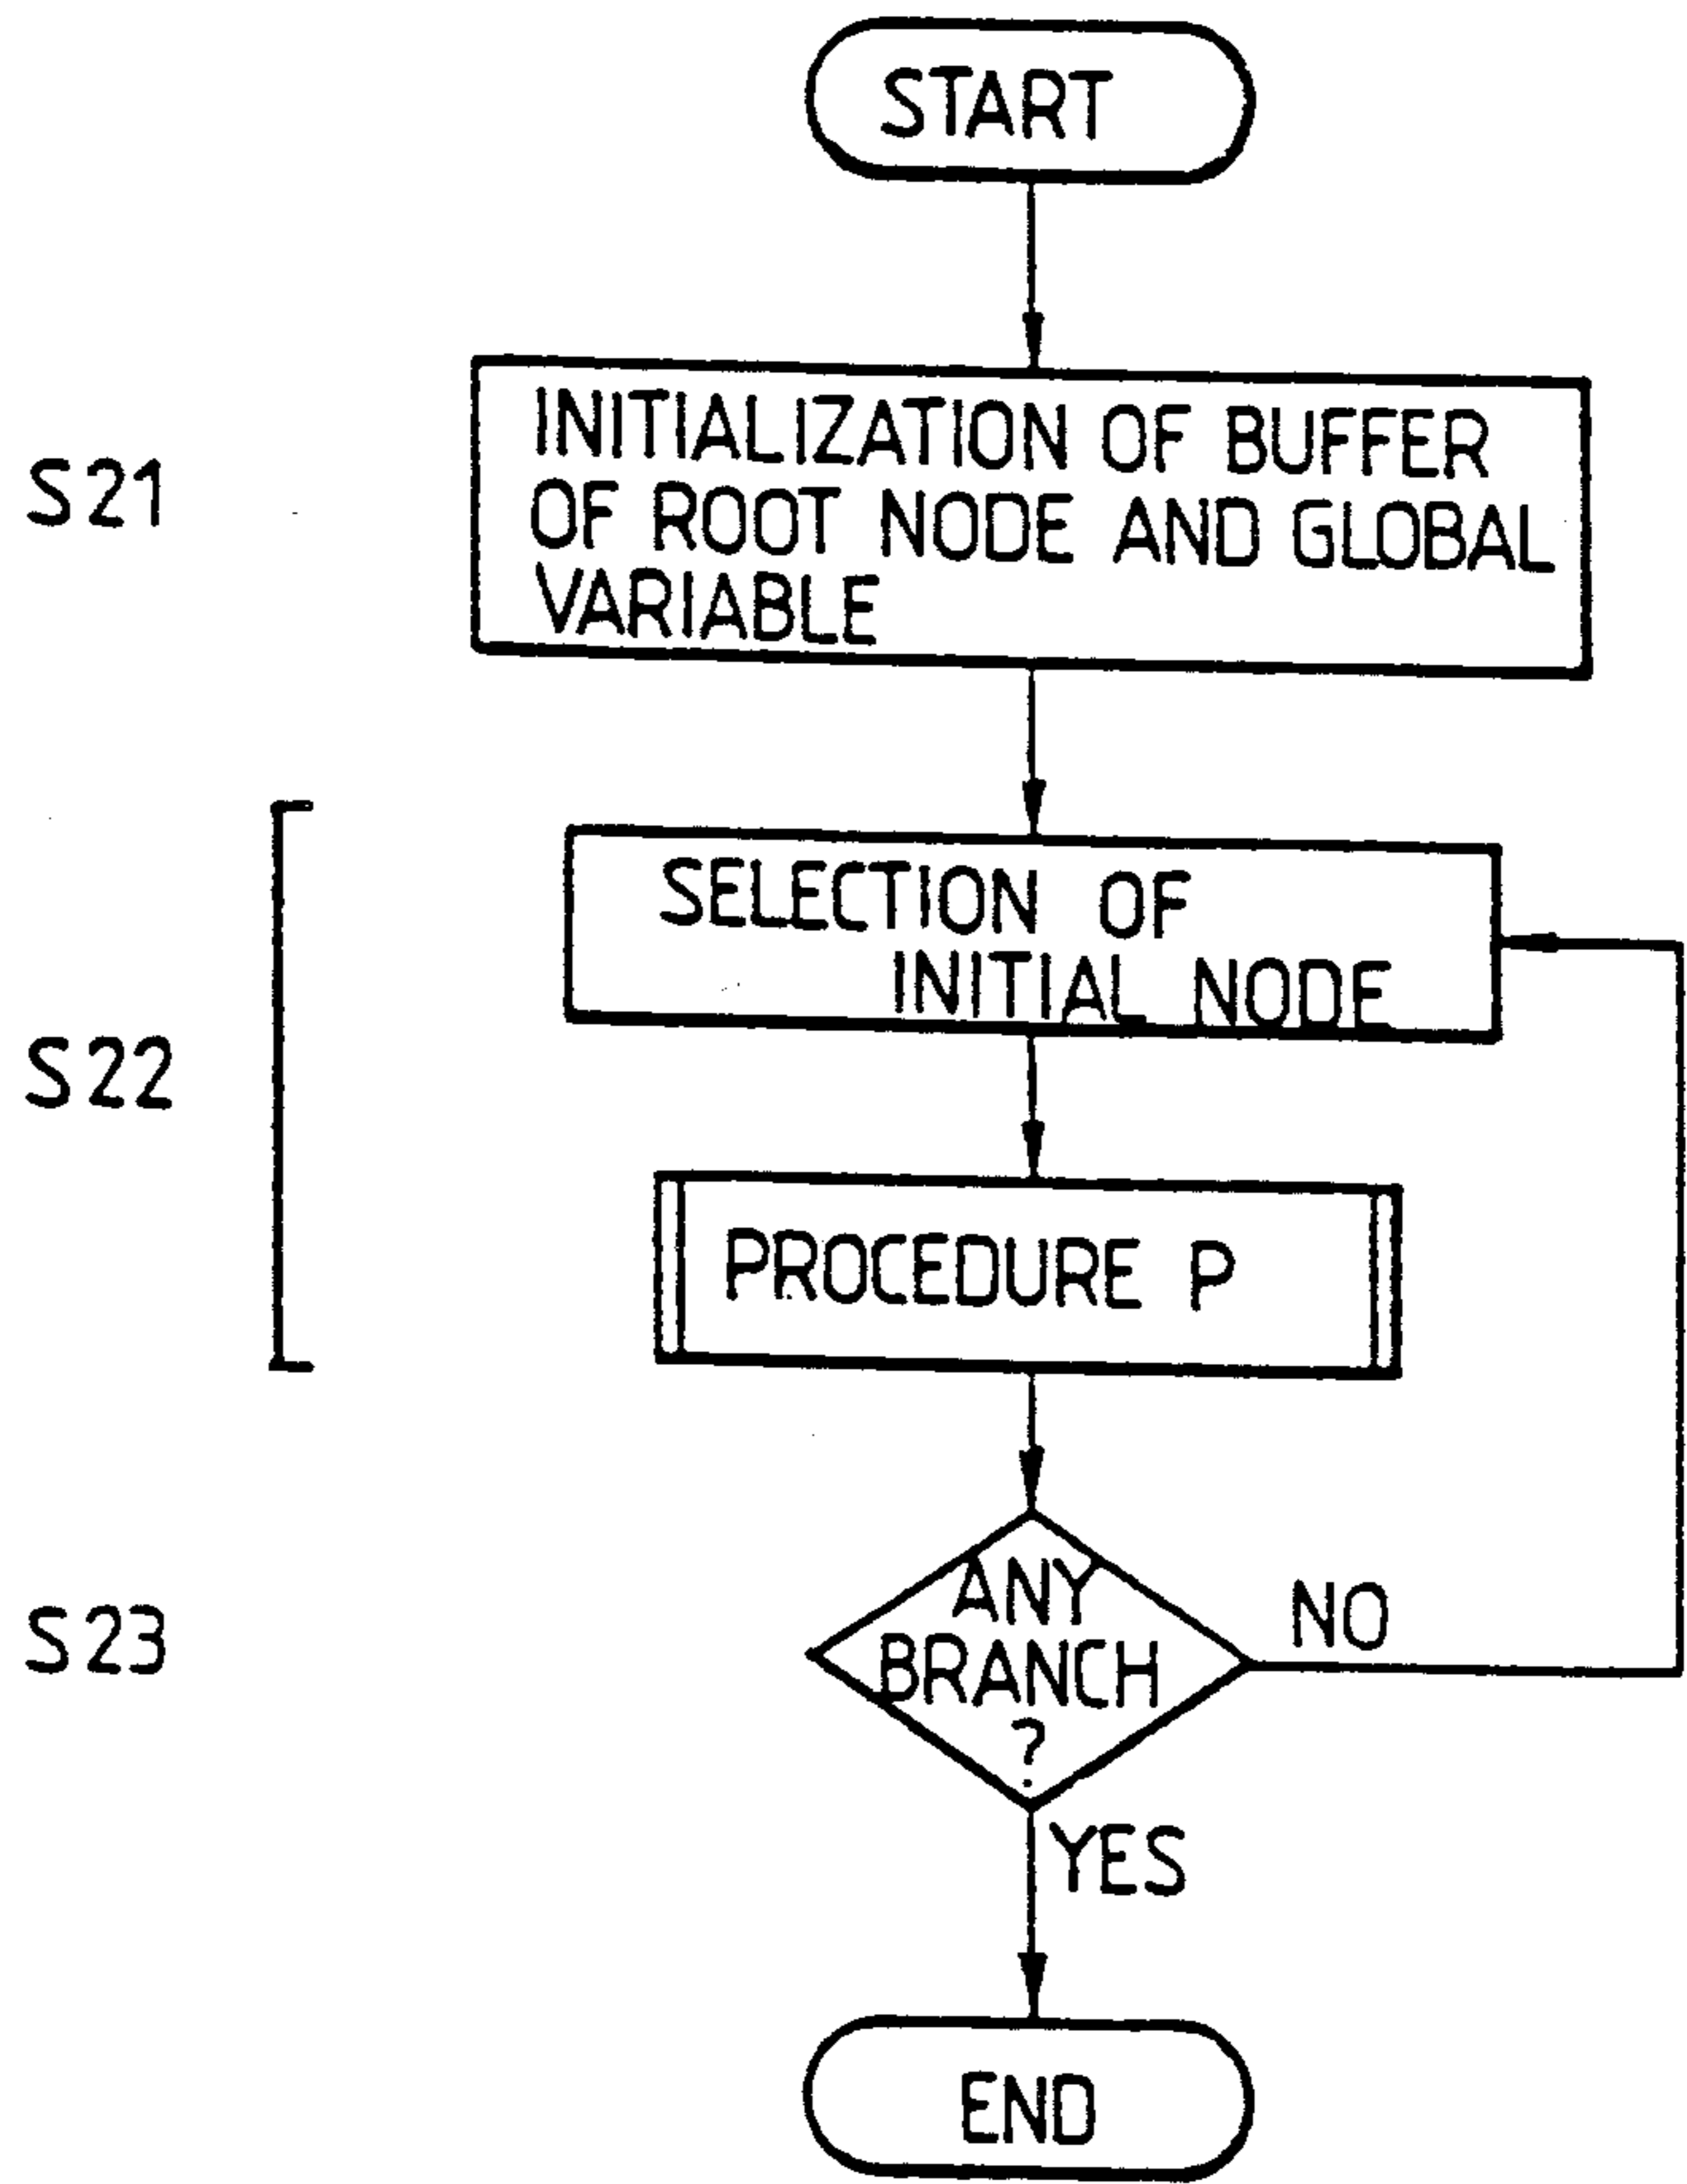 START
S21
INITIALIZATION OF BUFFER
OF ROOT NODE AND GLOBAL
VARIABLE
S22
SELECTION OF
INITIAL NODE
PROCEDURE P
S23
ANY
BRANCH
?
NO
YES
END